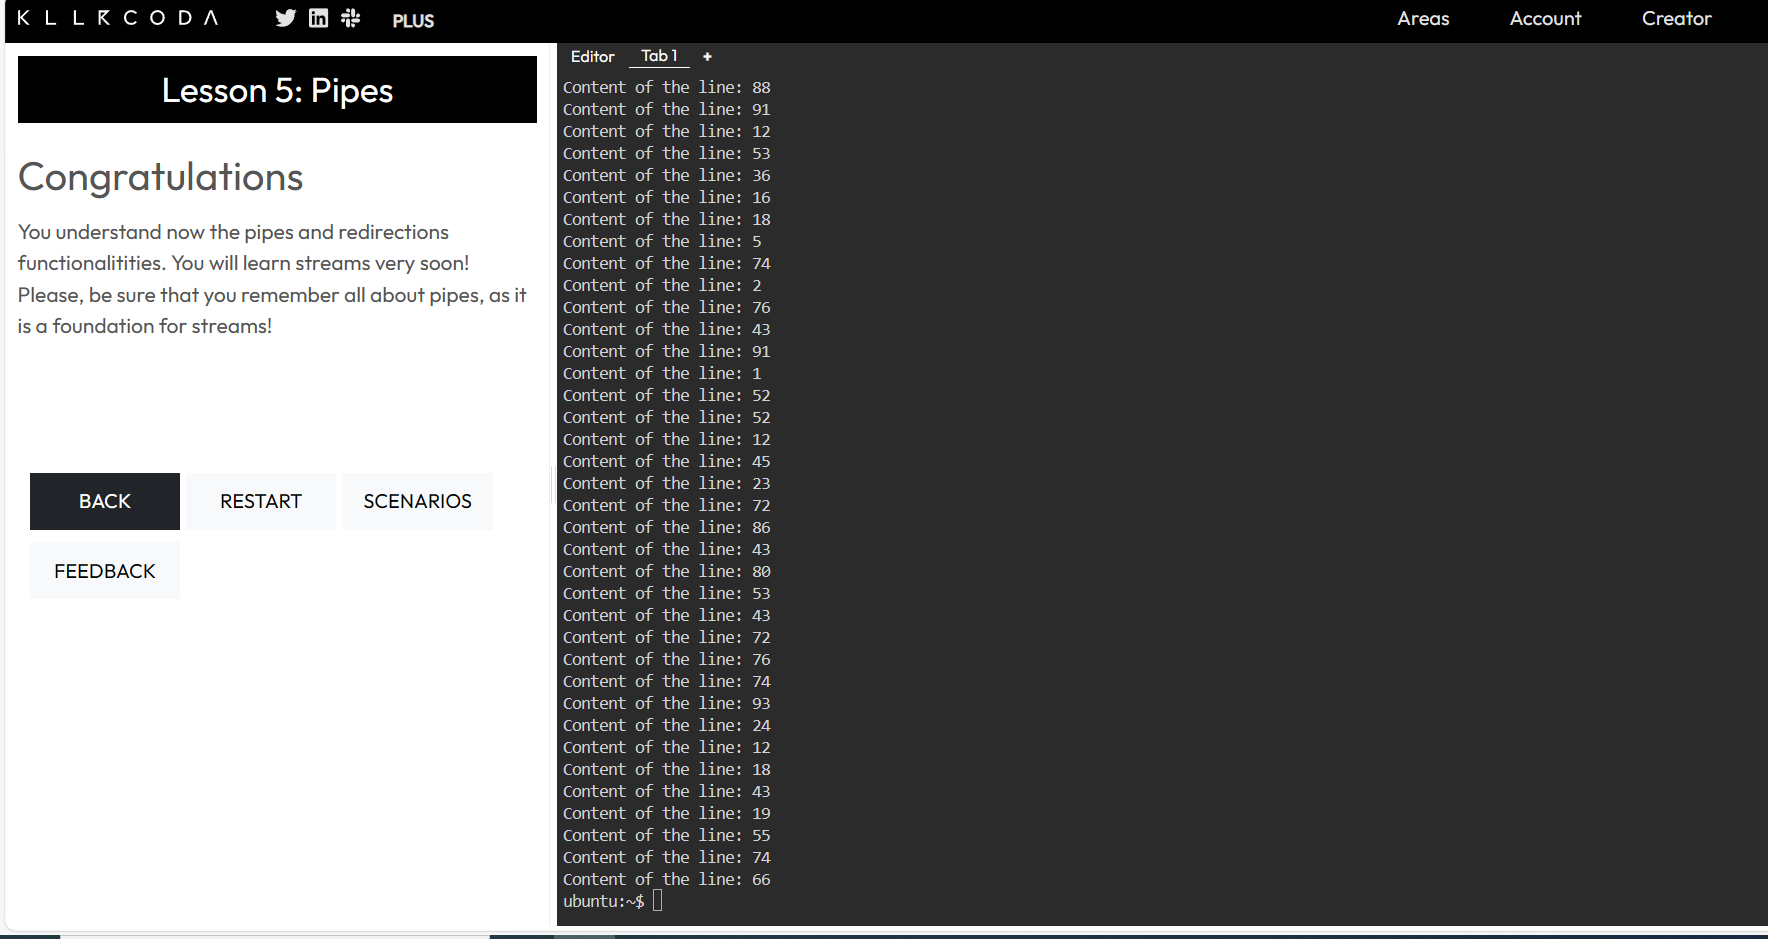 KILLERCODA PLUS Areas Account Creator
Lesson 5: Pipes
Congratulations
You understand now the pipes and redirections
functionalitities. You will learn streams very soon!
Please, be sure that you remember all about pipes, as it
is a foundation for streams!
BACK RESTART SCENARIOS
FEEDBACK
Editor Tab 1 +
Content of the line: 88
Content of the line: 91
Content of the line: 12
Content of the line: 53
Content of the line: 36
Content of the line: 16
Content of the line: 18
Content of the line: 5
Content of the line: 74
Content of the line: 2
Content of the line: 76
Content of the line: 43
Content of the line: 91
Content of the line: 1
Content of the line: 52
Content of the line: 52
Content of the line: 12
Content of the line: 45
Content of the line: 23
Content of the line: 72
Content of the line: 86
Content of the line: 43
Content of the line: 80
Content of the line: 53
Content of the line: 43
Content of the line: 72
Content of the line: 76
Content of the line: 74
Content of the line: 93
Content of the line: 24
Content of the line: 12
Content of the line: 18
Content of the line: 43
Content of the line: 19
Content of the line: 55
Content of the line: 74
Content of the line: 66
ubuntu:~$